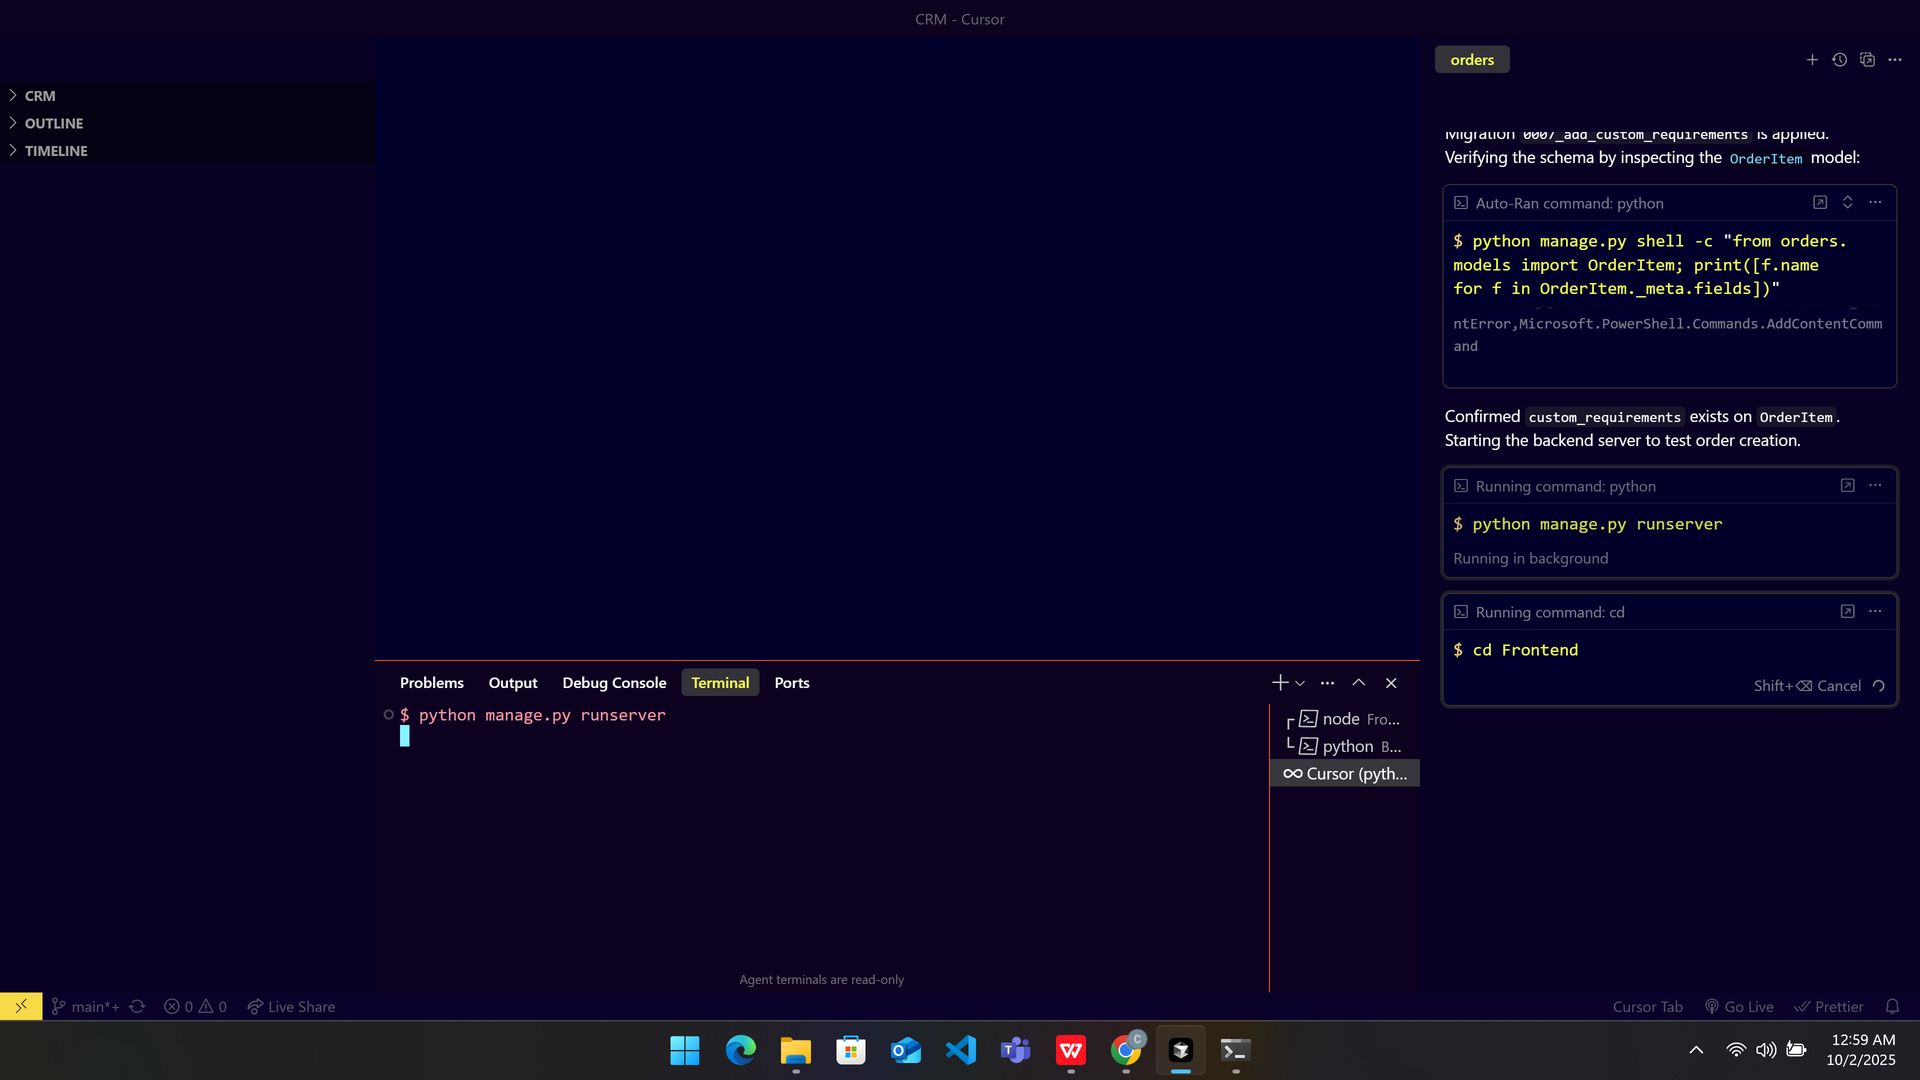 CRM - Cursor
CRM
OUTLINE
TIMELINE
orders
Migration 0007_add_custom_requirements is applied.
Verifying the schema by inspecting the OrderItem model:
Auto-Ran command: python
$ python manage.py shell -c "from orders.
models import OrderItem; print([f.name
for f in OrderItem._meta.fields])"
ntError,Microsoft.PowerShell.Commands.AddContentComm
and
Confirmed custom_requirements exists on OrderItem.
Starting the backend server to test order creation.
Running command: python
$ python manage.py runserver
Running in background
Running command: cd
$ cd Frontend
Shift+⌫ Cancel
Problems Output Debug Console Terminal Ports
$ python manage.py runserver
node Fro...
python B...
Cursor (pyth...
Agent terminals are read-only
main*+ 0 0 Live Share
Cursor Tab Go Live Prettier
12:59 AM
10/2/2025